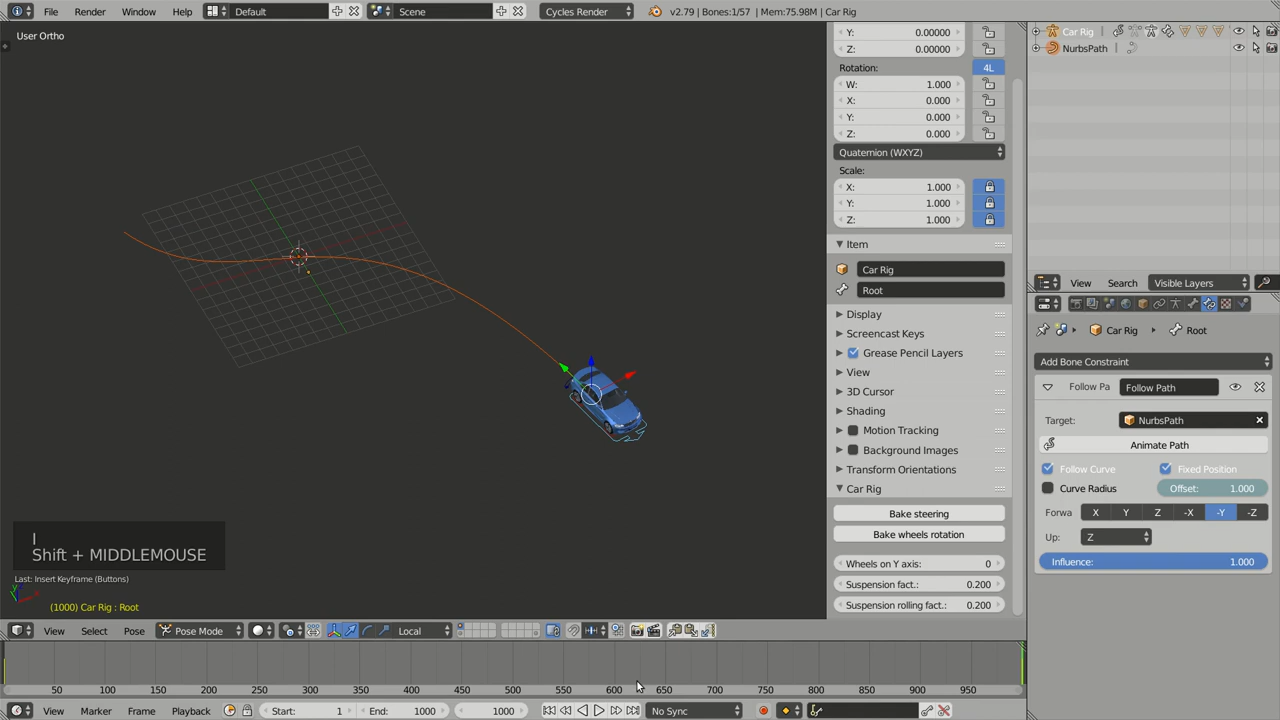 File Render Window Help Default Scene Cycles Render v2.79 | Bones:1/57 | Mem:75.98M | Car Rig
User Ortho
Y: 0.00000
Z: 0.00000
Rotation: 4L
W: 1.000
X: 0.000
Y: 0.000
Z: 0.000
Quaternion (WXYZ)
Scale:
X: 1.000
Y: 1.000
Z: 1.000
Item
Car Rig
Root
Display
Screencast Keys
Grease Pencil Layers
View
3D Cursor
Shading
Motion Tracking
Background Images
Transform Orientations
Car Rig
Bake steering
Bake wheels rotation
Wheels on Y axis: 0
Suspension fact.: 0.200
Suspension rolling fact.: 0.200
Car Rig
NurbsPath
View Search Visible Layers
Car Rig Root
Add Bone Constraint
Follow Pa Follow Path
Target: NurbsPath
Animate Path
Follow Curve Fixed Position
Curve Radius Offset: 1.000
Forwa X Y Z -X -Y -Z
Up: Z
Influence: 1.000
I
Shift + MIDDLEMOUSE
Last: Insert Keyframe (Buttons)
(1000) Car Rig : Root
View Select Pose Pose Mode Local
50 100 150 200 250 300 350 400 450 500 550 600 650 700 750 800 850 900 950
View Marker Frame Playback Start: 1 End: 1000 1000 No Sync